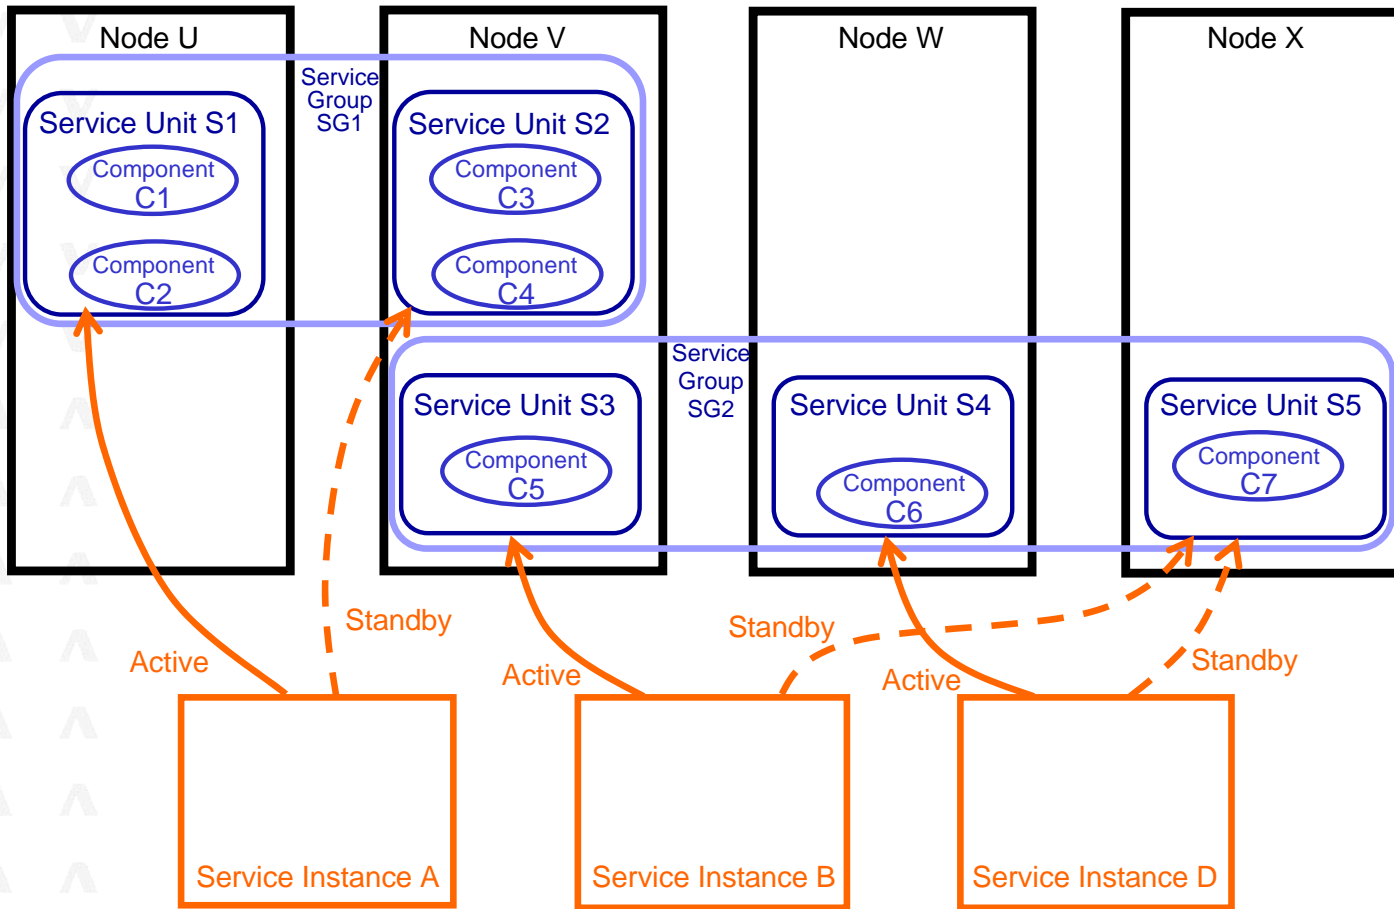 Node U
Node V
Node W
Node X
Service
Group
SG1
Service Unit S1
Component
C1
Component
C2
Service Unit S2
Component
C3
Component
C4
Service
Group
SG2
Service Unit S3
Component
C5
Service Unit S4
Component
C6
Service Unit S5
Component
C7
Active
Standby
Active
Standby
Active
Standby
Service Instance A
Service Instance B
Service Instance D